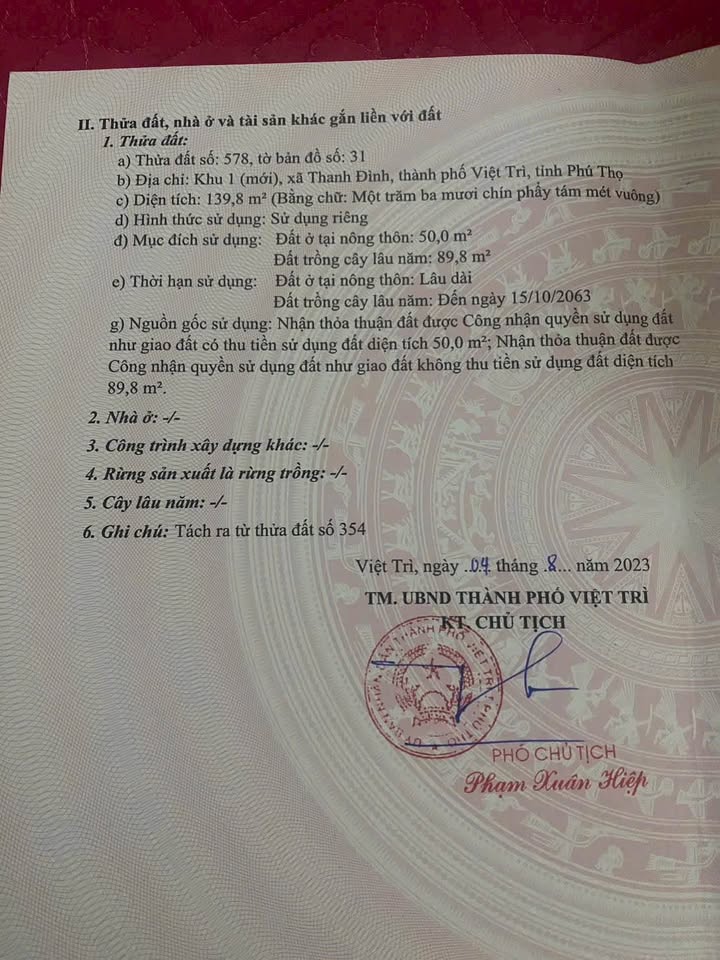 II. Thửa đất, nhà ở và tài sản khác gắn liền với đất
1. Thửa đất:
a) Thửa đất số: 578, tờ bản đồ số: 31
b) Địa chỉ: Khu 1 (mới), xã Thanh Đình, thành phố Việt Trì, tỉnh Phú Thọ
c) Diện tích: 139,8 m² (Bằng chữ: Một trăm ba mươi chín phẩy tám mét vuông)
d) Hình thức sử dụng: Sử dụng riêng
đ) Mục đích sử dụng: Đất ở tại nông thôn: 50,0 m²
Đất trồng cây lâu năm: 89,8 m²
e) Thời hạn sử dụng: Đất ở tại nông thôn: Lâu dài
Đất trồng cây lâu năm: Đến ngày 15/10/2063
g) Nguồn gốc sử dụng: Nhận thỏa thuận đất được Công nhận quyền sử dụng đất
như giao đất có thu tiền sử dụng đất diện tích 50,0 m²; Nhận thỏa thuận đất được
Công nhận quyền sử dụng đất như giao đất không thu tiền sử dụng đất diện tích
89,8 m².
2. Nhà ở: -/-
3. Công trình xây dựng khác: -/-
4. Rừng sản xuất là rừng trồng: -/-
5. Cây lâu năm: -/-
6. Ghi chú: Tách ra từ thửa đất số 354
Việt Trì, ngày ..04. tháng .8... năm 2023
TM. UBND THÀNH PHỐ VIỆT TRÌ
KT. CHỦ TỊCH
ỦY BAN NHÂN DÂN THÀNH PHỐ VIỆT TRÌ T. PHÚ THỌ
PHÓ CHỦ TỊCH
Phạm Xuân Hiệp